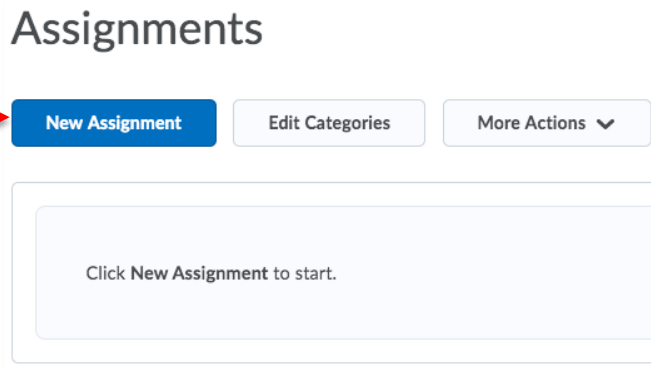 Assignments
New Assignment Edit Categories More Actions
Click New Assignment to start.